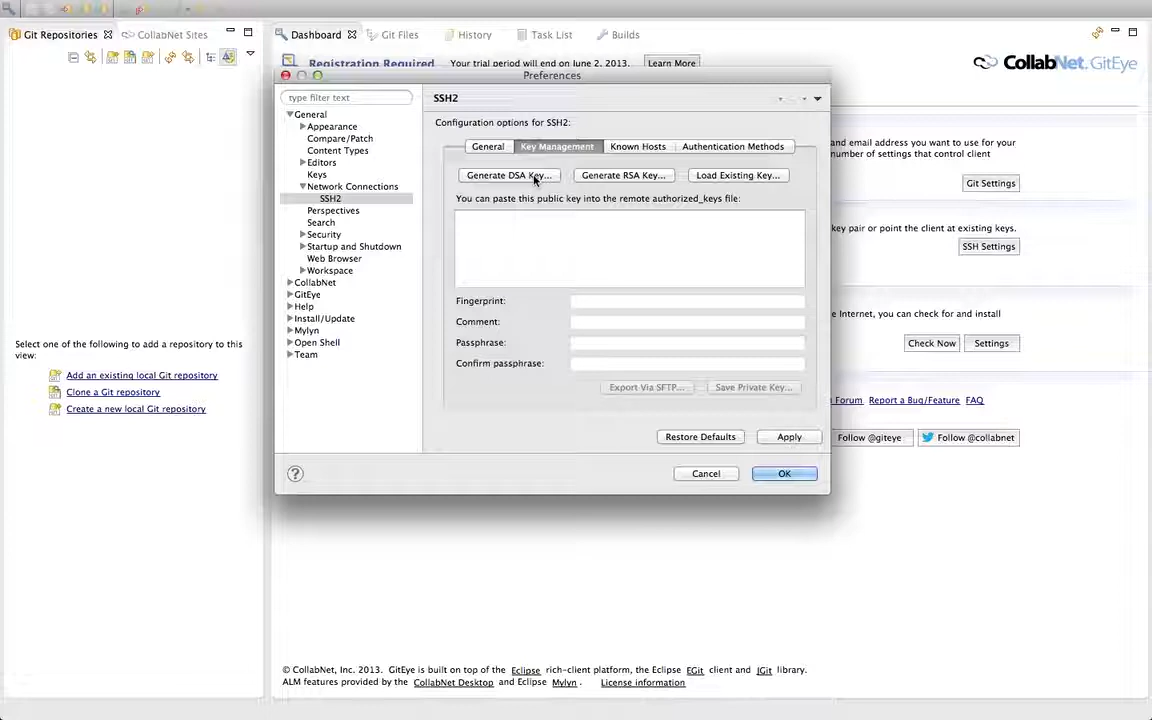 Git Repositories
CollabNet Sites
Dashboard
Git Files
History
Task List
Builds
Registration Required
Your trial period will end on June 2, 2013.
Learn More
CollabNet. GitEye
Preferences
type filter text
General
Appearance
Compare/Patch
Content Types
Editors
Keys
Network Connections
SSH2
Perspectives
Search
Security
Startup and Shutdown
Web Browser
Workspace
CollabNet
GitEye
Help
Install/Update
Mylyn
Open Shell
Team
SSH2
Configuration options for SSH2:
General
Key Management
Known Hosts
Authentication Methods
Generate DSA Key...
Generate RSA Key...
Load Existing Key...
You can paste this public key into the remote authorized_keys file:
Fingerprint:
Comment:
Passphrase:
Confirm passphrase:
Export Via SFTP...
Save Private Key...
Restore Defaults
Apply
?
Cancel
OK
and email address you want to use for your
number of settings that control client
Git Settings
key pair or point the client at existing keys.
SSH Settings
e Internet, you can check for and install
Check Now
Settings
Forum
Report a Bug/Feature
FAQ
Follow @giteye
Follow @collabnet
Select one of the following to add a repository to this
view:
Add an existing local Git repository
Clone a Git repository
Create a new local Git repository
© CollabNet, Inc. 2013. GitEye is built on top of the Eclipse rich-client platform, the Eclipse EGit client and JGit library.
ALM features provided by the CollabNet Desktop and Eclipse Mylyn . License information